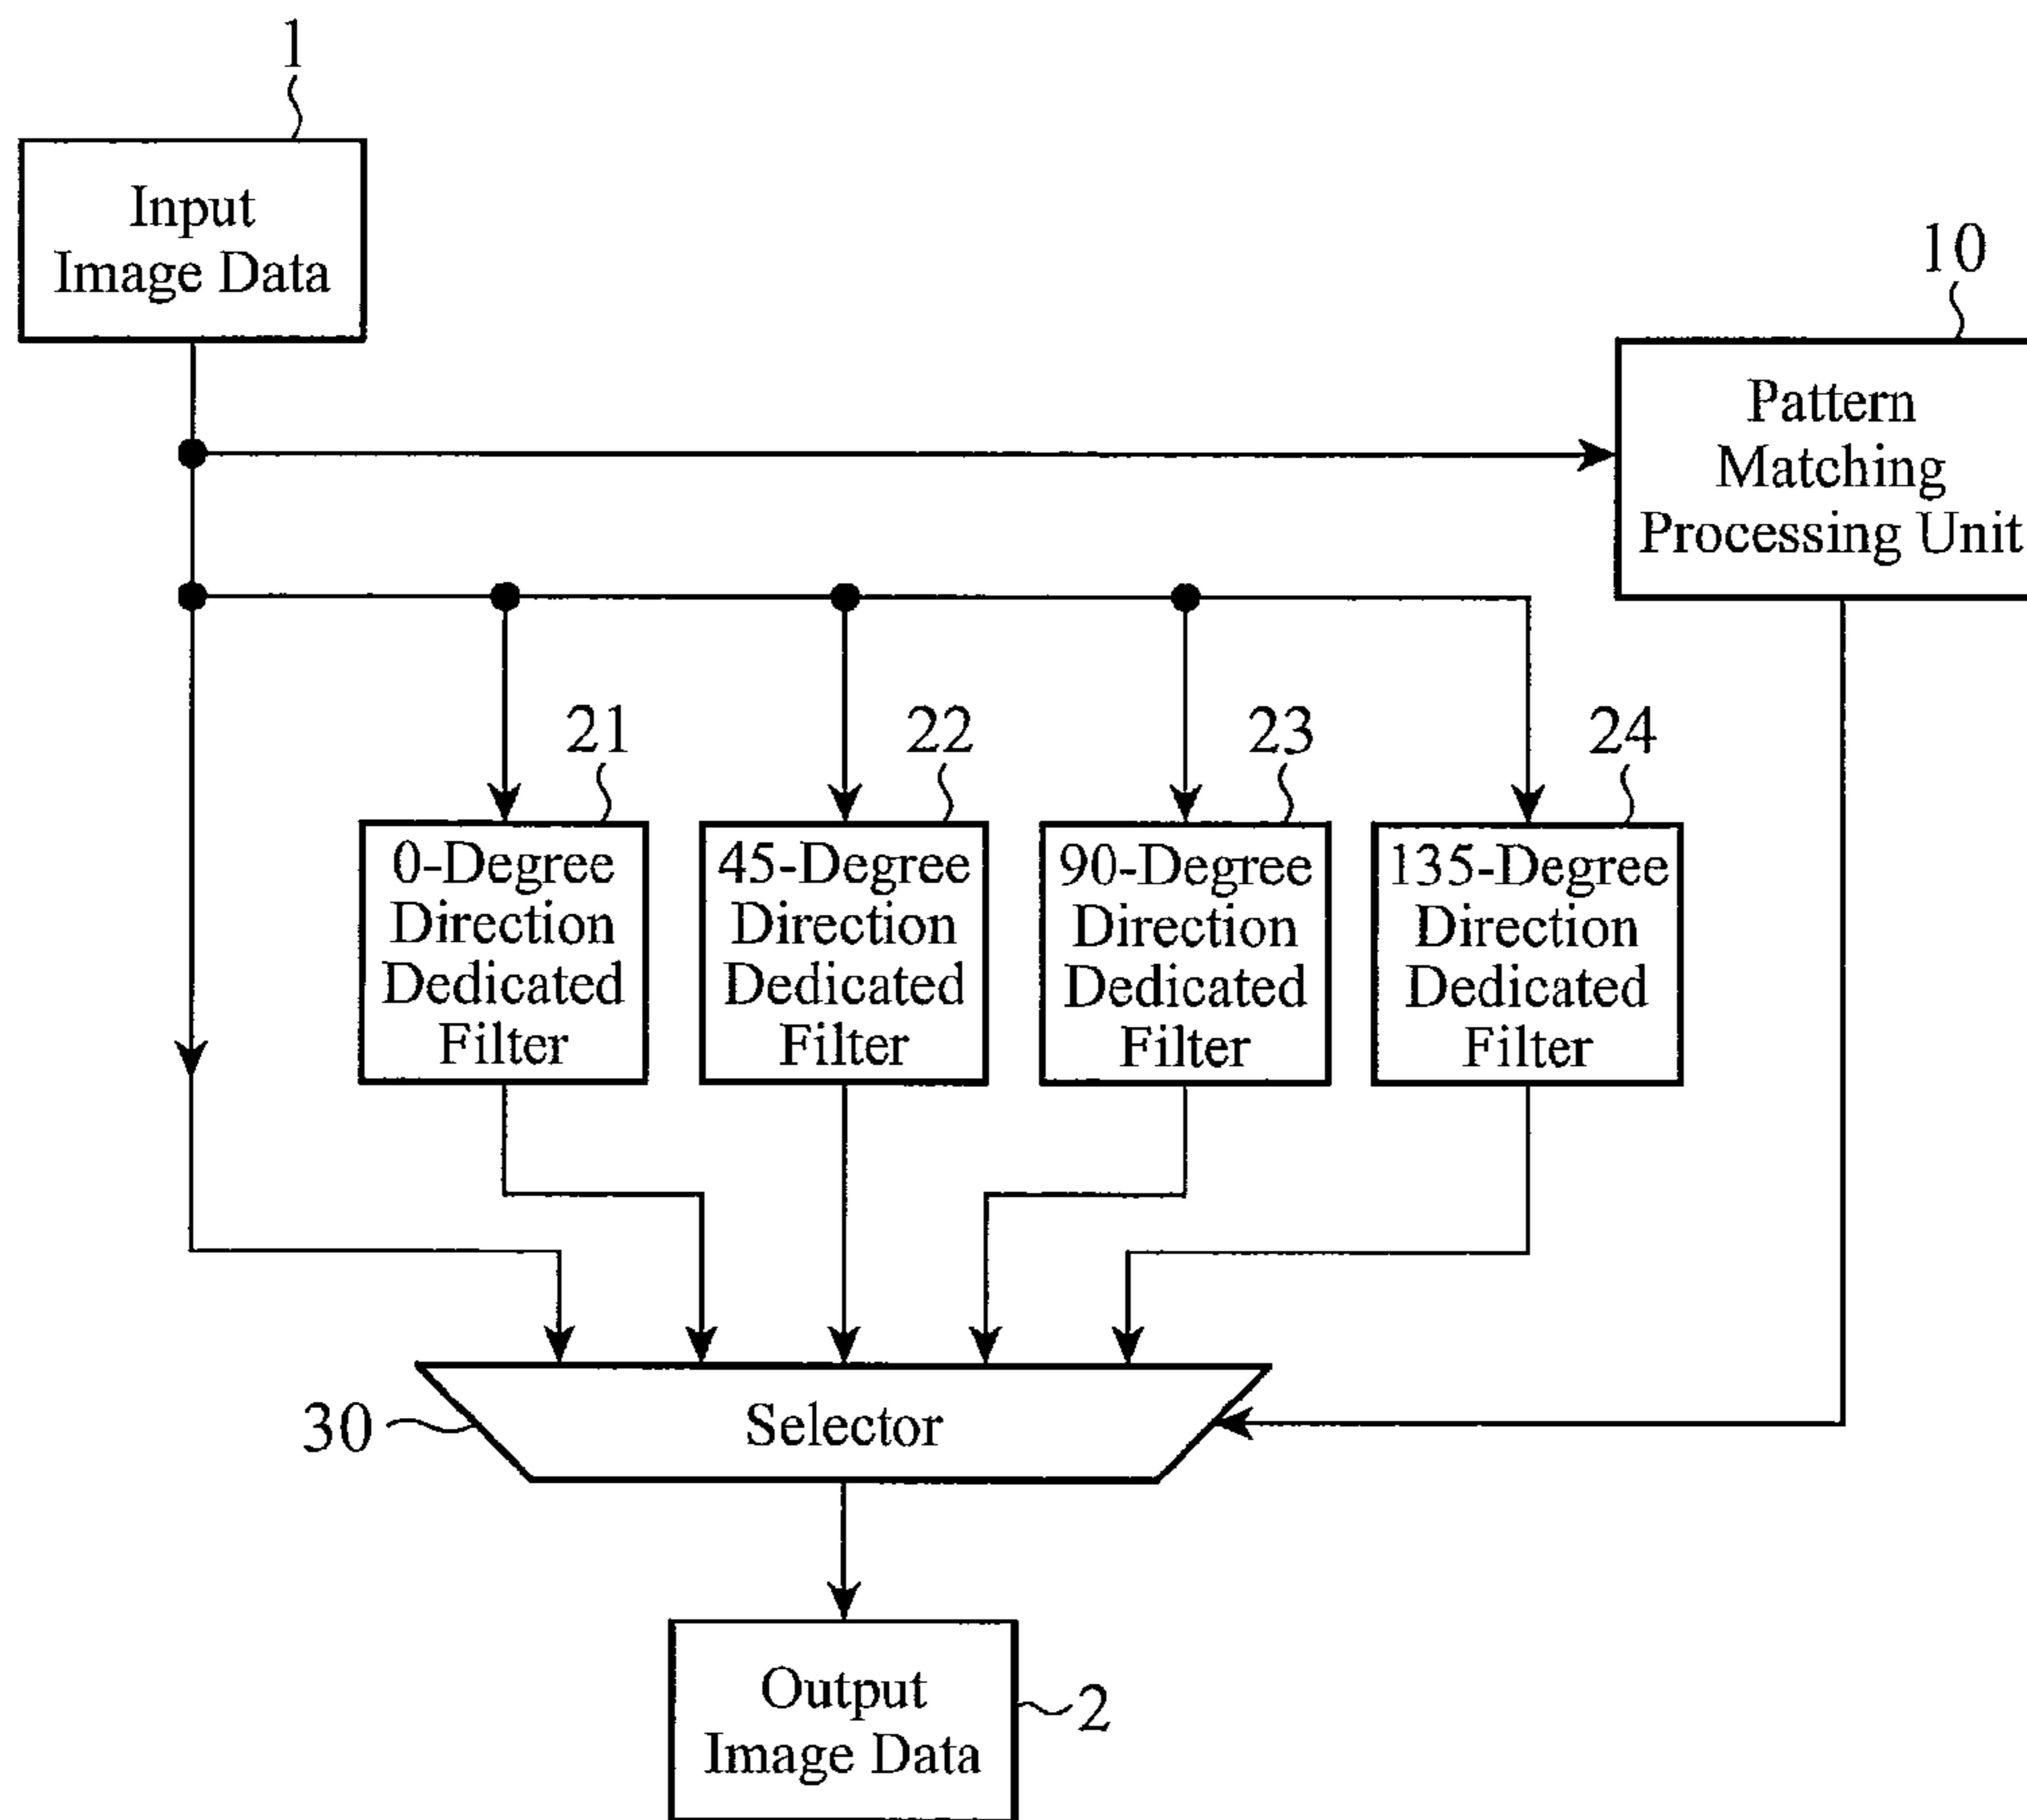 1
Input
Image Data
10
Pattern
Matching
Processing Unit
21
22
23
24
0-Degree
Direction
Dedicated
Filter
45-Degree
Direction
Dedicated
Filter
90-Degree
Direction
Dedicated
Filter
135-Degree
Direction
Dedicated
Filter
30
Selector
Output
Image Data
2